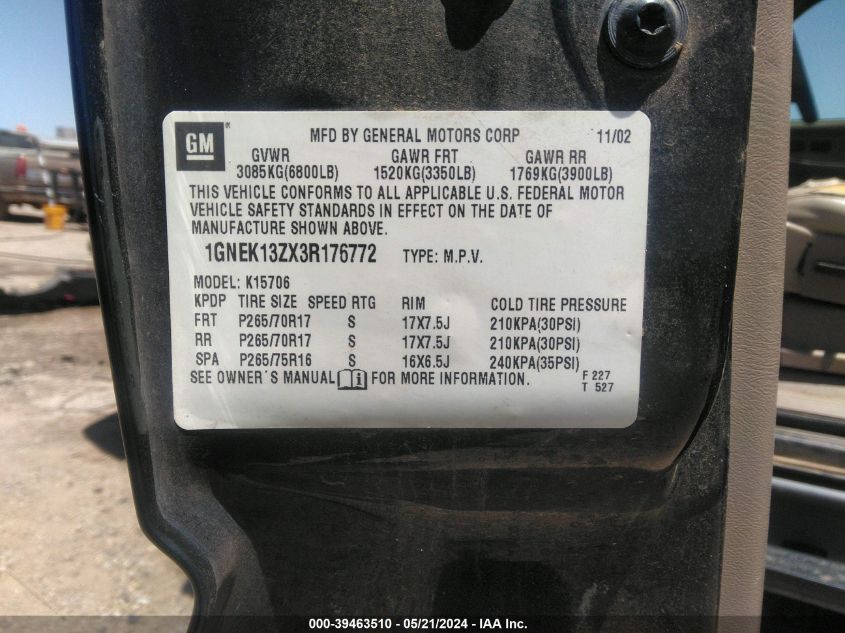 GM ® MFD BY GENERAL MOTORS CORP 11/02
GVWR GAWR FRT GAWR RR
3085KG(6800LB) 1520KG(3350LB) 1769KG(3900LB)
THIS VEHICLE CONFORMS TO ALL APPLICABLE U.S. FEDERAL MOTOR
VEHICLE SAFETY STANDARDS IN EFFECT ON THE DATE OF
MANUFACTURE SHOWN ABOVE.
1GNEK13ZX3R176772 TYPE: M.P.V.
MODEL: K15706
KPDP TIRE SIZE SPEED RTG RIM COLD TIRE PRESSURE
FRT P265/70R17 S 17X7.5J 210KPA(30PSI)
RR P265/70R17 S 17X7.5J 210KPA(30PSI)
SPA P265/75R16 S 16X6.5J 240KPA(35PSI)
SEE OWNER'S MANUAL FOR MORE INFORMATION. F 227
T 527
000-39463510 / 05/21/2024 - IAA Inc.